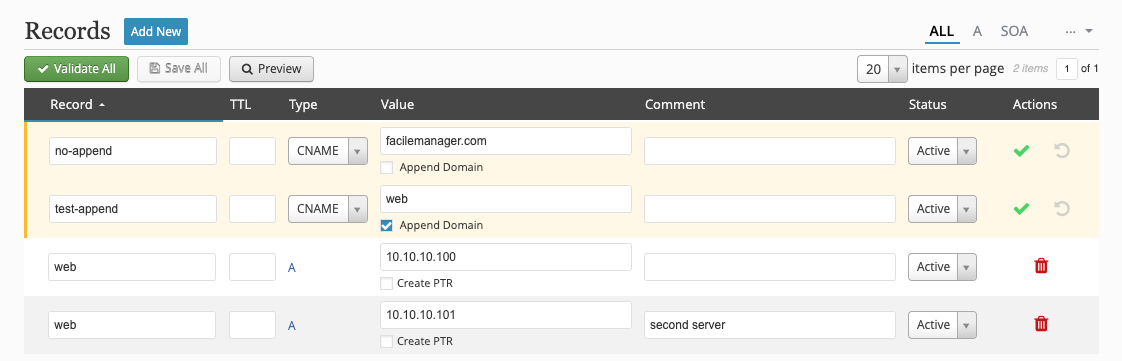 Records Add New ALL A SOA ...
Validate All Save All Preview 20 items per page 2 items 1 of 1
Record TTL Type Value Comment Status Actions
no-append CNAME facilemanager.com Active
Append Domain
test-append CNAME web Active
Append Domain
web A 10.10.10.100 Active
Create PTR
web A 10.10.10.101 second server Active
Create PTR